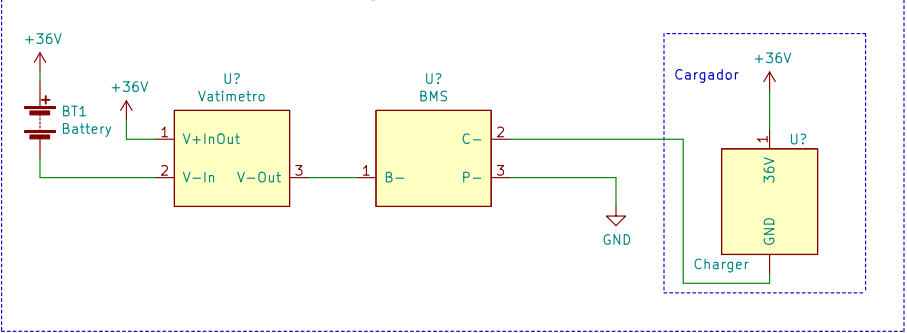 +36V
+36V
+36V
Cargador
U?
Vatimetro
U?
BMS
BT1
Battery
+
1
V+InOut
2
V-In
V-Out
3
1
B-
C-
2
P-
3
GND
1
U?
36V
GND
Charger